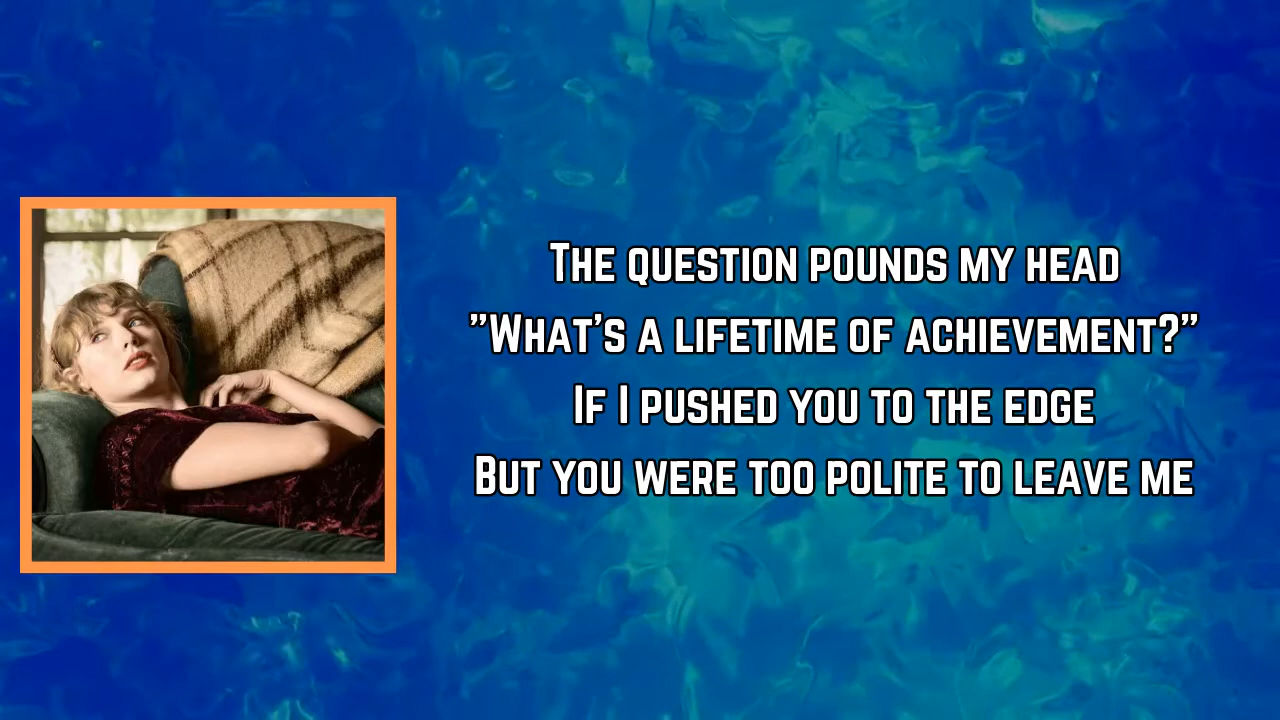 The question pounds my head
"What's a lifetime of achievement?"
If I pushed you to the edge
But you were too polite to leave me